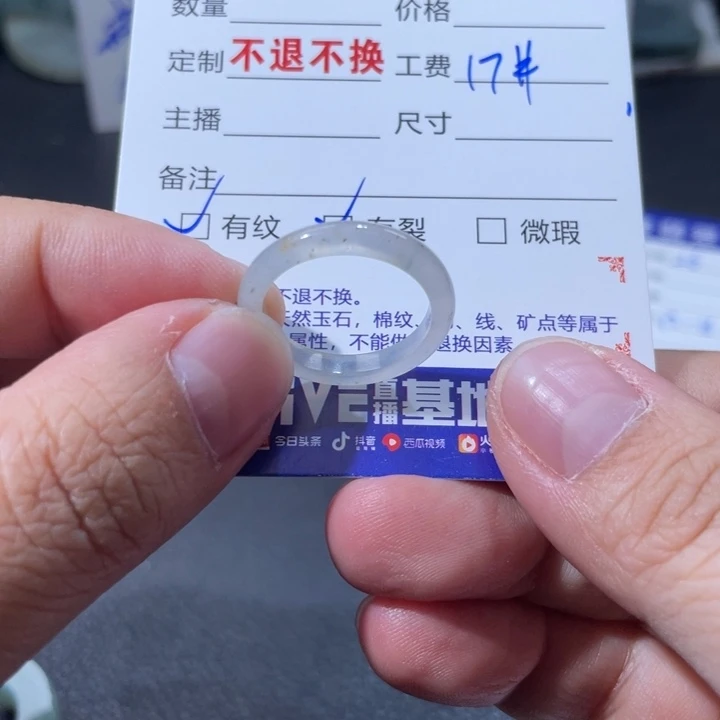 数量 价格
定制 不退不换 工费 17#
主播 尺寸
备注
有纹 有裂 微瑕
不退不换。
天然玉石，棉纹、 、线、矿点等属于
属性，不能做 退换因素
LIVE 直播 基地
今日头条 抖音 西瓜视频 火